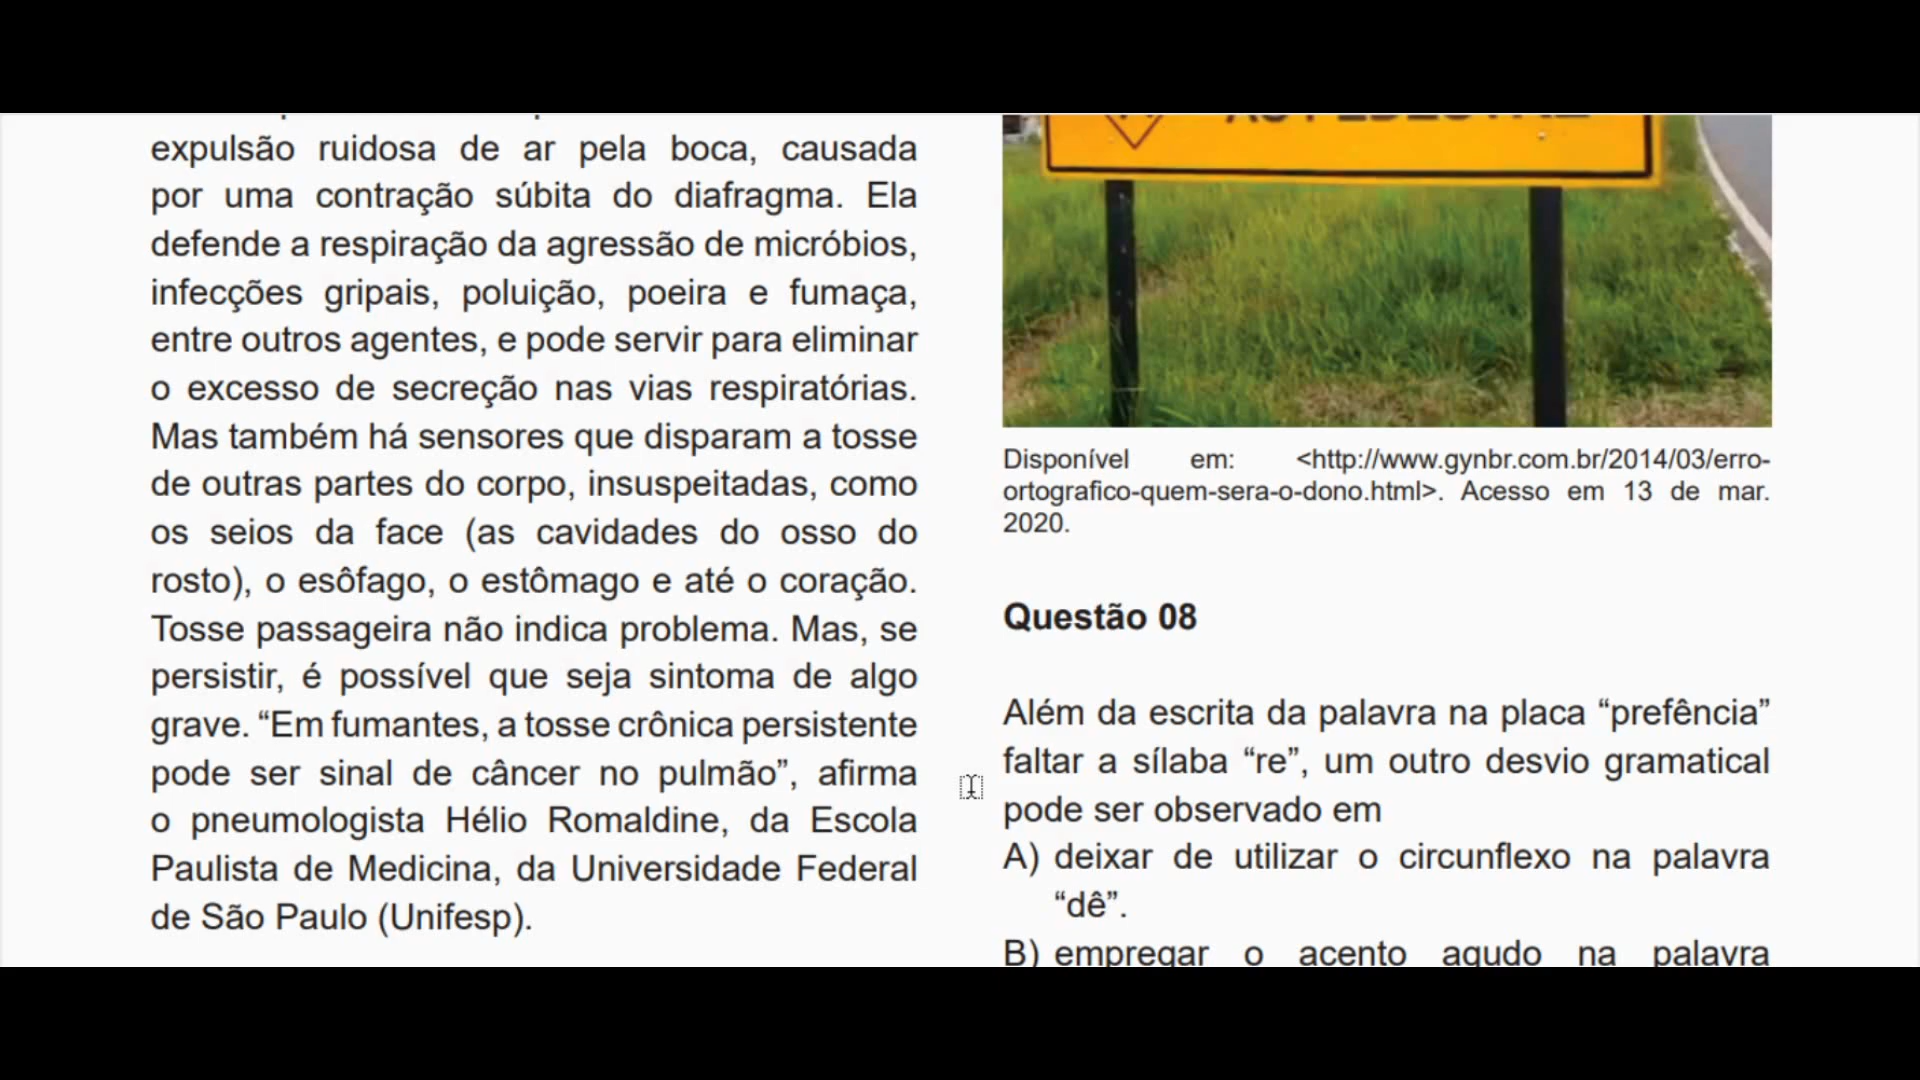 expulsão ruidosa de ar pela boca, causada
por uma contração súbita do diafragma. Ela
defende a respiração da agressão de micróbios,
infecções gripais, poluição, poeira e fumaça,
entre outros agentes, e pode servir para eliminar
o excesso de secreção nas vias respiratórias.
Mas também há sensores que disparam a tosse
de outras partes do corpo, insuspeitadas, como
os seios da face (as cavidades do osso do
rosto), o esôfago, o estômago e até o coração.
Tosse passageira não indica problema. Mas, se
persistir, é possível que seja sintoma de algo
grave. “Em fumantes, a tosse crônica persistente
pode ser sinal de câncer no pulmão”, afirma
o pneumologista Hélio Romaldine, da Escola
Paulista de Medicina, da Universidade Federal
de São Paulo (Unifesp).
Disponível em: <http://www.gynbr.com.br/2014/03/erro-
ortografico-quem-sera-o-dono.html>. Acesso em 13 de mar.
2020.
Questão 08
Além da escrita da palavra na placa “prefência”
faltar a sílaba “re”, um outro desvio gramatical
pode ser observado em
A) deixar de utilizar o circunflexo na palavra
“dê”.
B) empregar o acento agudo na palavra